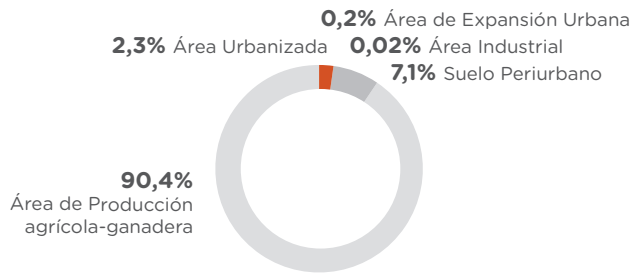 0,2% Área de Expansión Urbana
2,3% Área Urbanizada
0,02% Área Industrial
7,1% Suelo Periurbano
90,4%
Área de Producción
agrícola-ganadera